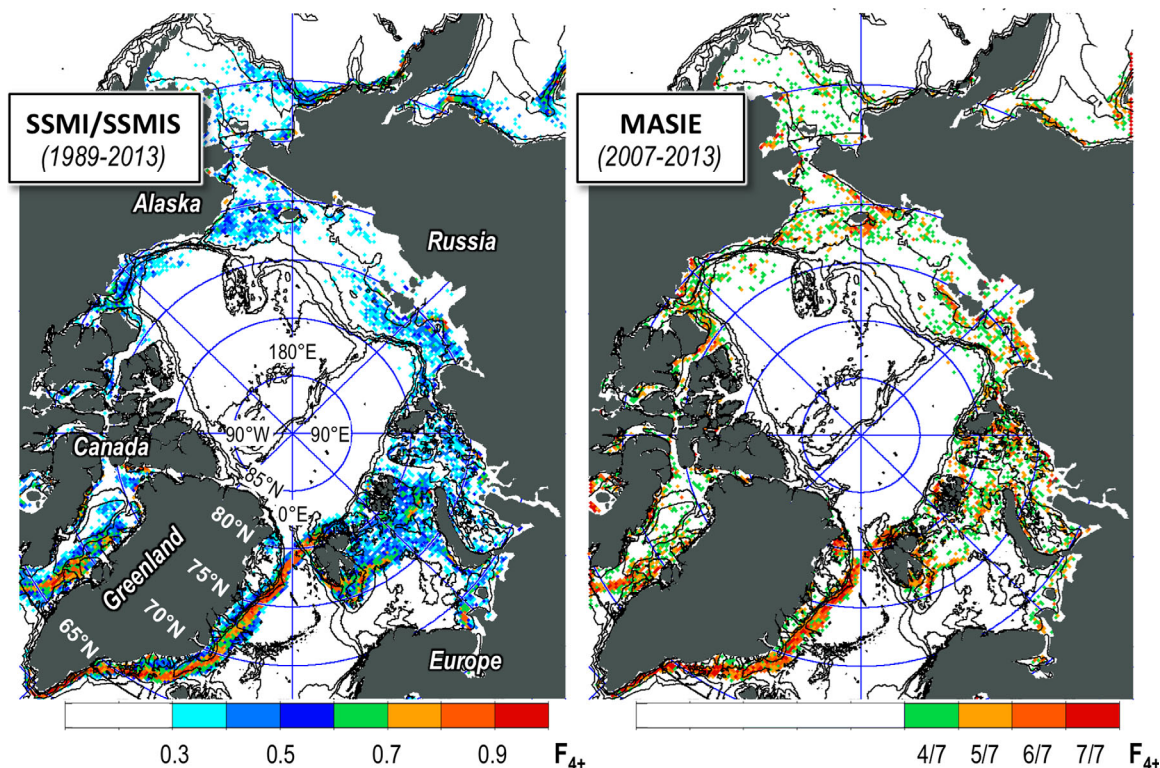 SSMI/SSMIS
(1989-2013)
Alaska
Russia
180°E
90°W
90°E
Canada
85°N
0°E
80°N
Greenland
75°N
70°N
65°N
Europe
0.3
0.5
0.7
0.9
F4+
MASIE
(2007-2013)
4/7
5/7
6/7
7/7
F4+